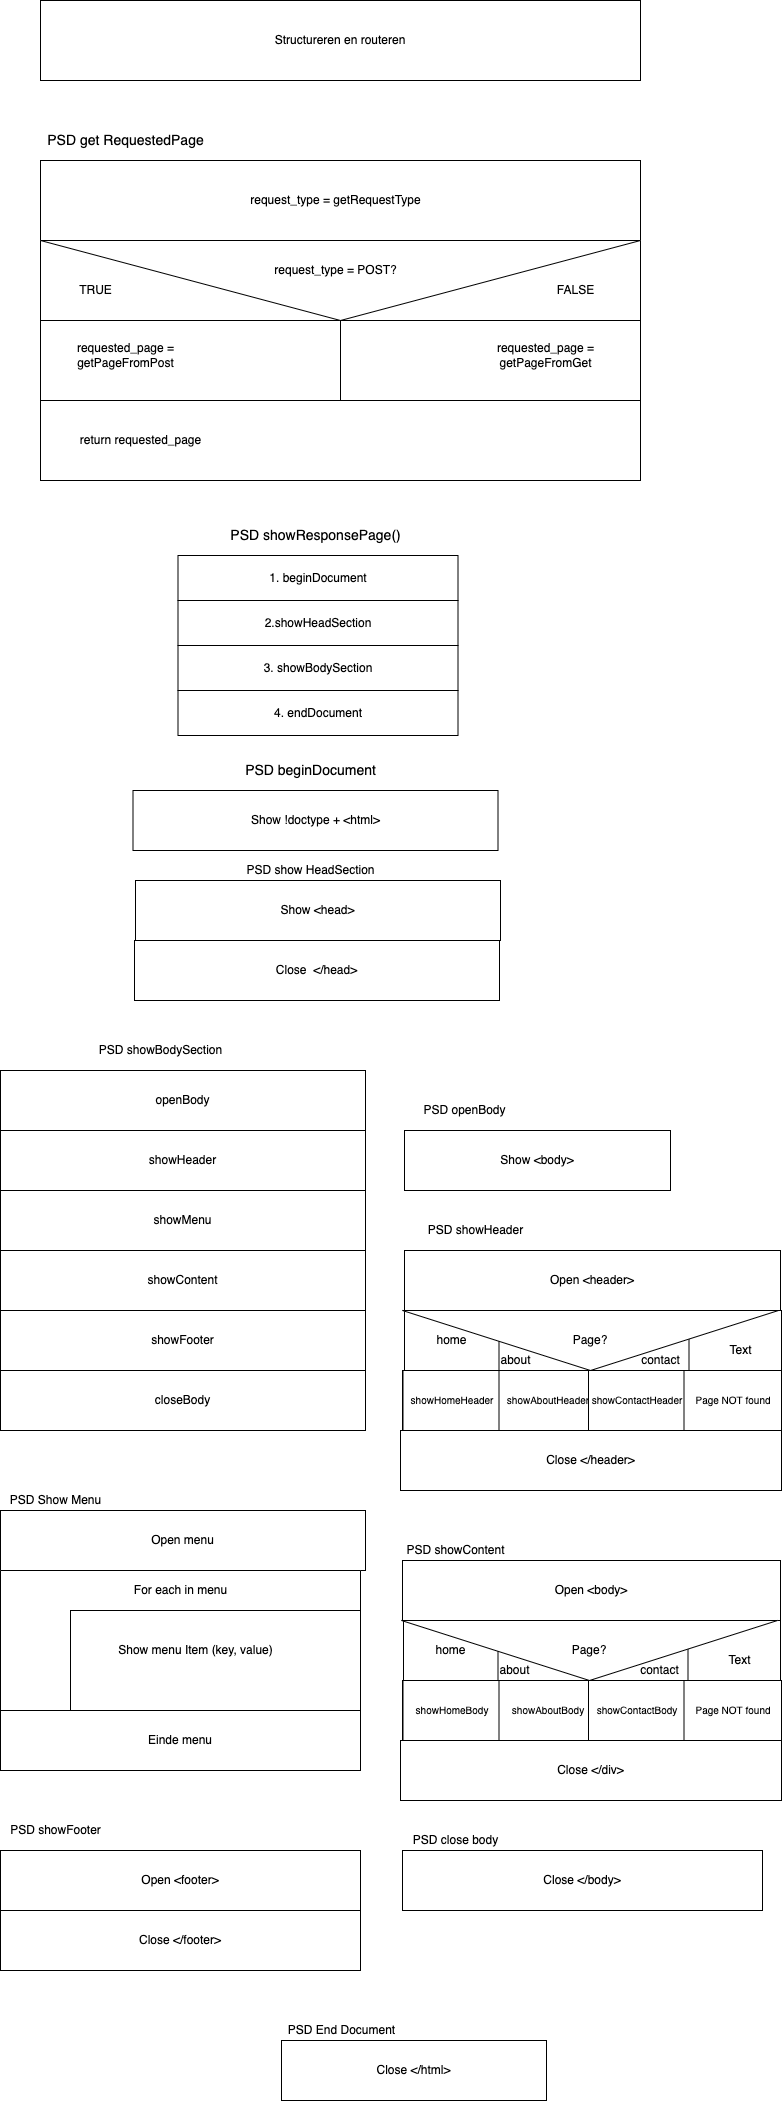 Structureren en routeren
PSD get RequestedPage
request_type = getRequestType
request_type = POST?
TRUE
FALSE
requested_page =
getPageFromPost
requested_page =
getPageFromGet
return requested_page
PSD showResponsePage()
1. beginDocument
2.showHeadSection
3. showBodySection
4. endDocument
PSD beginDocument
Show !doctype + <html>
PSD show HeadSection
Show <head>
Close  </head>
PSD showBodySection
openBody
showHeader
showMenu
showContent
showFooter
closeBody
PSD openBody
Show <body>
PSD showHeader
Open <header>
home
Page?
about
contact
Text
showHomeHeader
showAboutHeader
showContactHeader
Page NOT found
Close </header>
PSD Show Menu
Open menu
For each in menu
Show menu Item (key, value)
Einde menu
PSD showContent
Open <body>
home
Page?
about
contact
Text
showHomeBody
showAboutBody
showContactBody
Page NOT found
Close </div>
PSD showFooter
Open <footer>
Close </footer>
PSD close body
Close </body>
PSD End Document
Close </html>